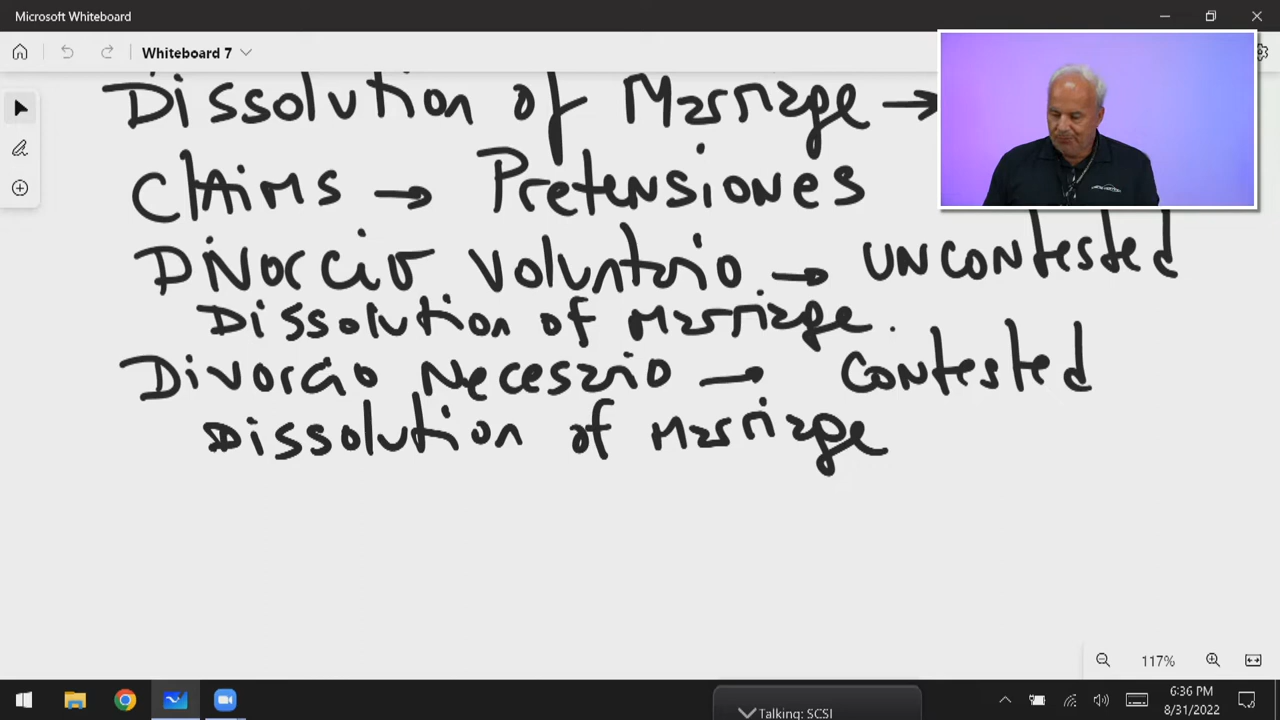 Microsoft Whiteboard
Whiteboard 7
Dissolution of Marriage →
Claims → Pretensiones
Divorcio Voluntario → uncontested
Dissolution of Marriage.
Divorcio Necesario → Contested
Dissolution of Marriage
117%
Talking: SCSI
6:36 PM
8/31/2022